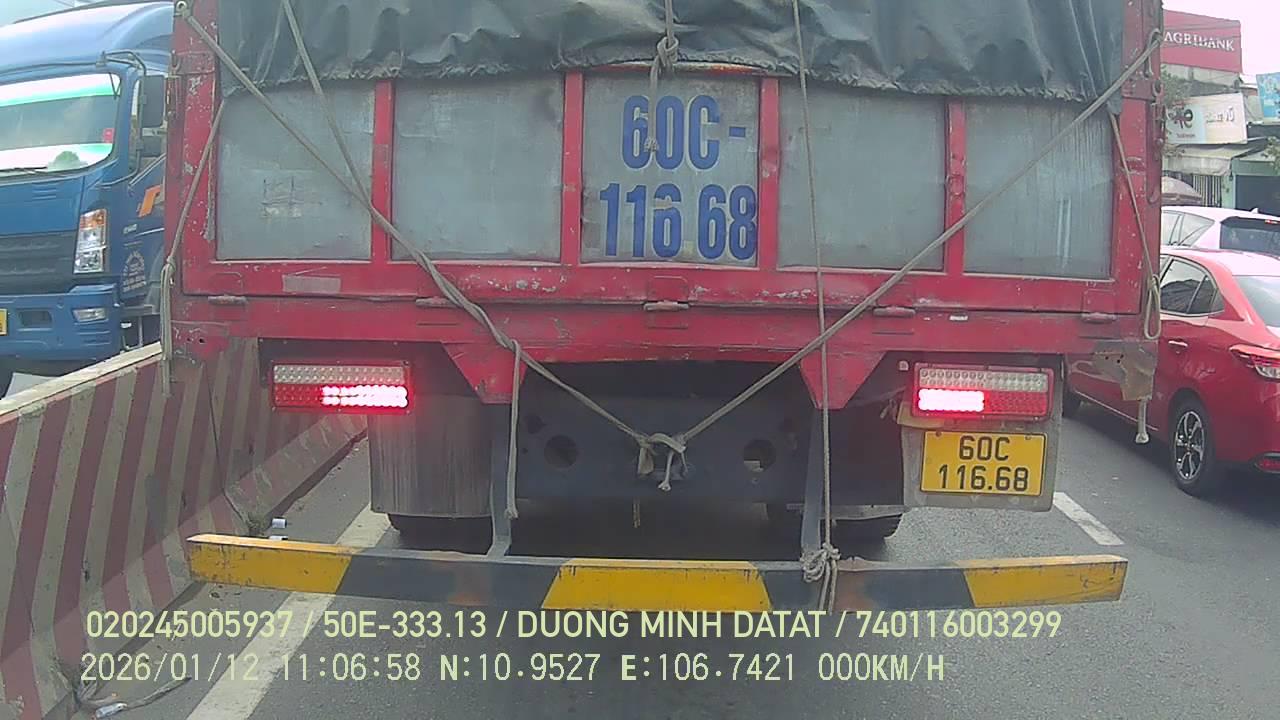 AGRIBANK
60C-
116 68
60C
116.68
020245005937 / 50E-333.13 / DUONG MINH DATAT / 740116003299
2026/01/12 11:06:58 N:10.9527 E:106.7421 000KM/H